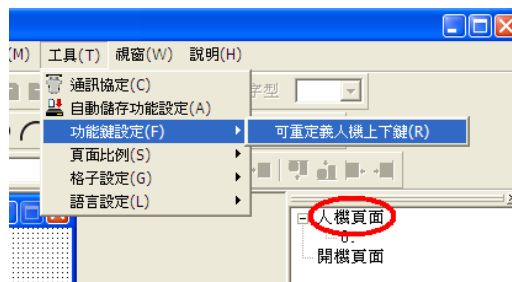 (M) 工具(T) 視窗(W) 說明(H)
通訊協定(C)
字型
自動儲存功能設定(A)
功能鍵設定(F)
可重定義人機上下鍵(R)
頁面比例(S)
格子設定(G)
語言設定(L)
人機頁面
0.
開機頁面